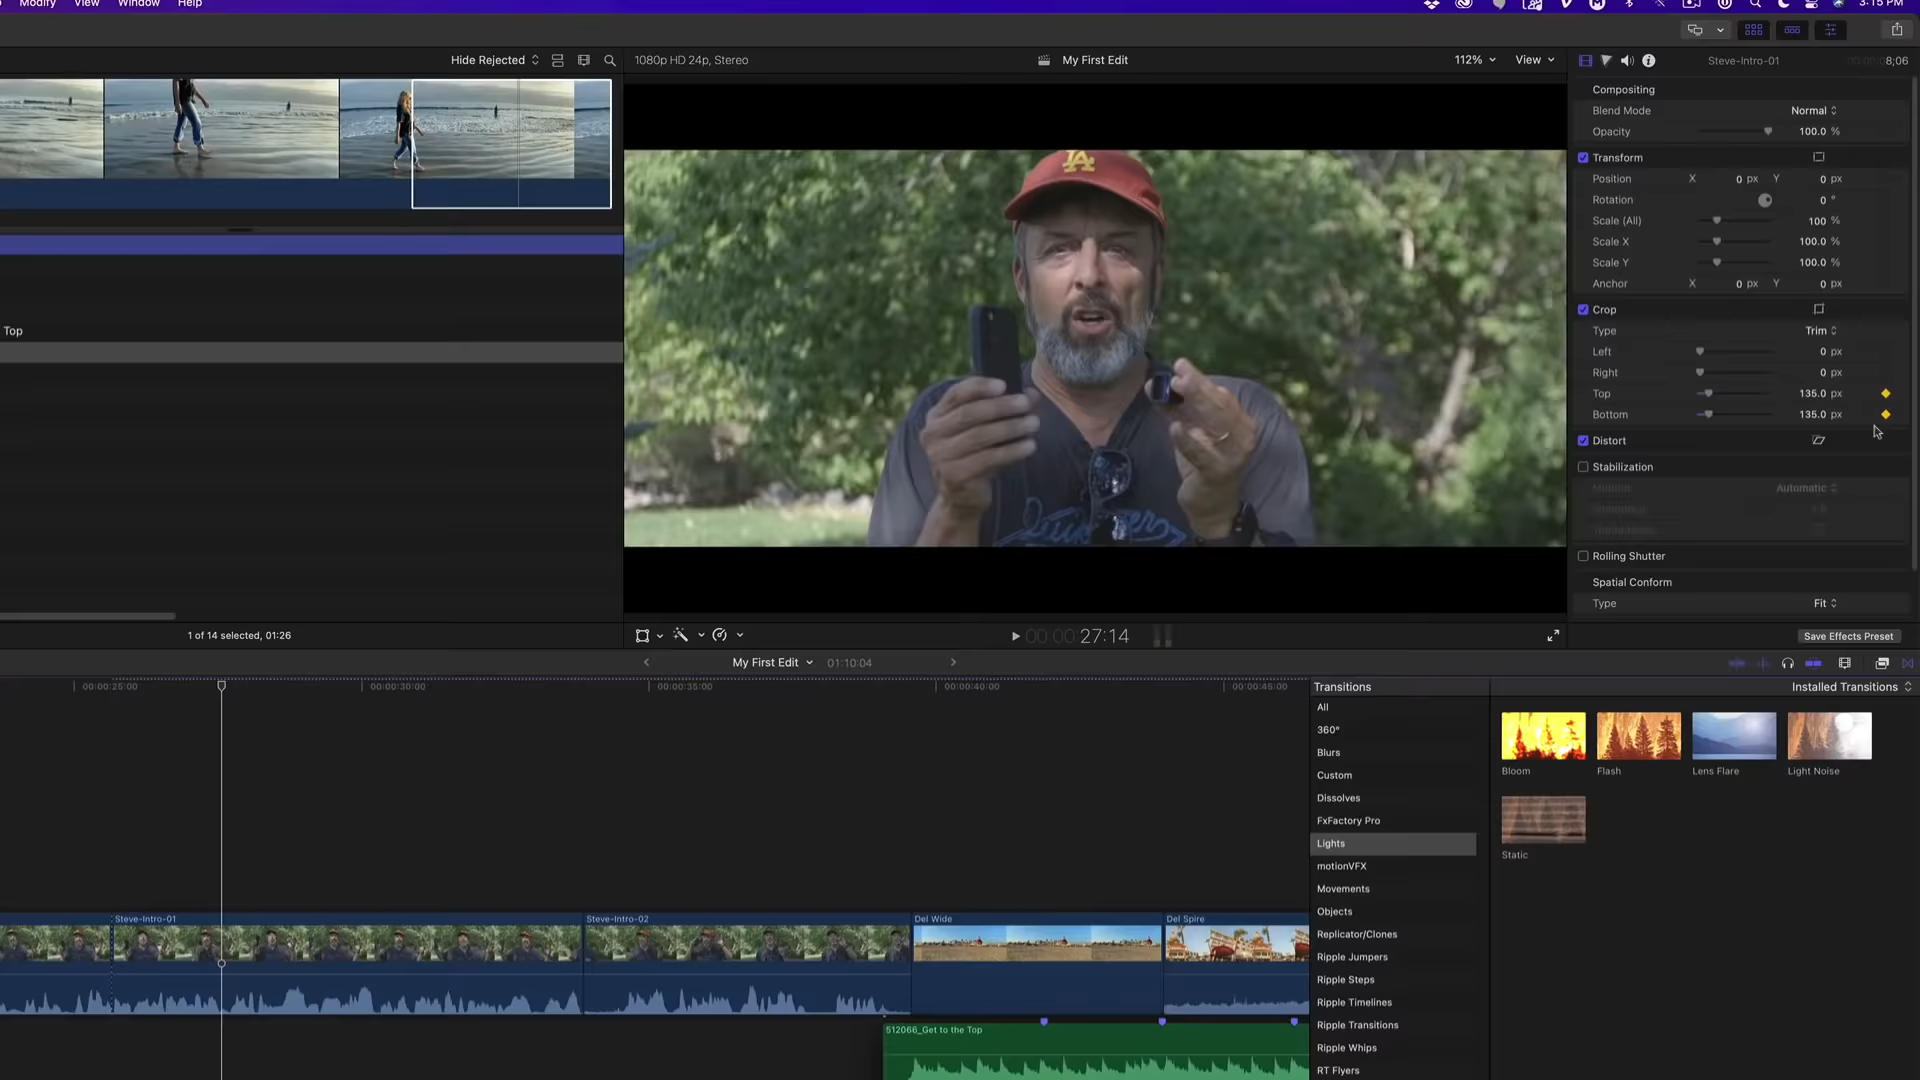 Modify View Window Help 3:15 PM
Hide Rejected
1080p HD 24p, Stereo My First Edit 112% View
Steve-Intro-01 8;06
Compositing
Blend Mode Normal
Opacity 100.0 %
Transform
Position X 0 px Y 0 px
Rotation 0 °
Scale (All) 100 %
Scale X 100.0 %
Scale Y 100.0 %
Anchor X 0 px Y 0 px
Crop
Type Trim
Left 0 px
Right 0 px
Top 135.0 px
Bottom 135.0 px
Distort
Stabilization
Automatic
Rolling Shutter
Spatial Conform
Type Fit
Save Effects Preset
LA
Top
1 of 14 selected, 01:26
00:00:27:14
My First Edit 01:10:04
00:00:25:00 00:00:30:00 00:00:35:00 00:00:40:00 00:00:45:00
Transitions Installed Transitions
All
360°
Blurs
Custom
Dissolves
FxFactory Pro
Lights
motionVFX
Movements
Objects
Replicator/Clones
Ripple Jumpers
Ripple Steps
Ripple Timelines
Ripple Transitions
Ripple Whips
RT Flyers
Bloom Flash Lens Flare Light Noise
Static
Steve-Intro-01 Steve-Intro-02 Del Wide Del Spire
512066_Get to the Top